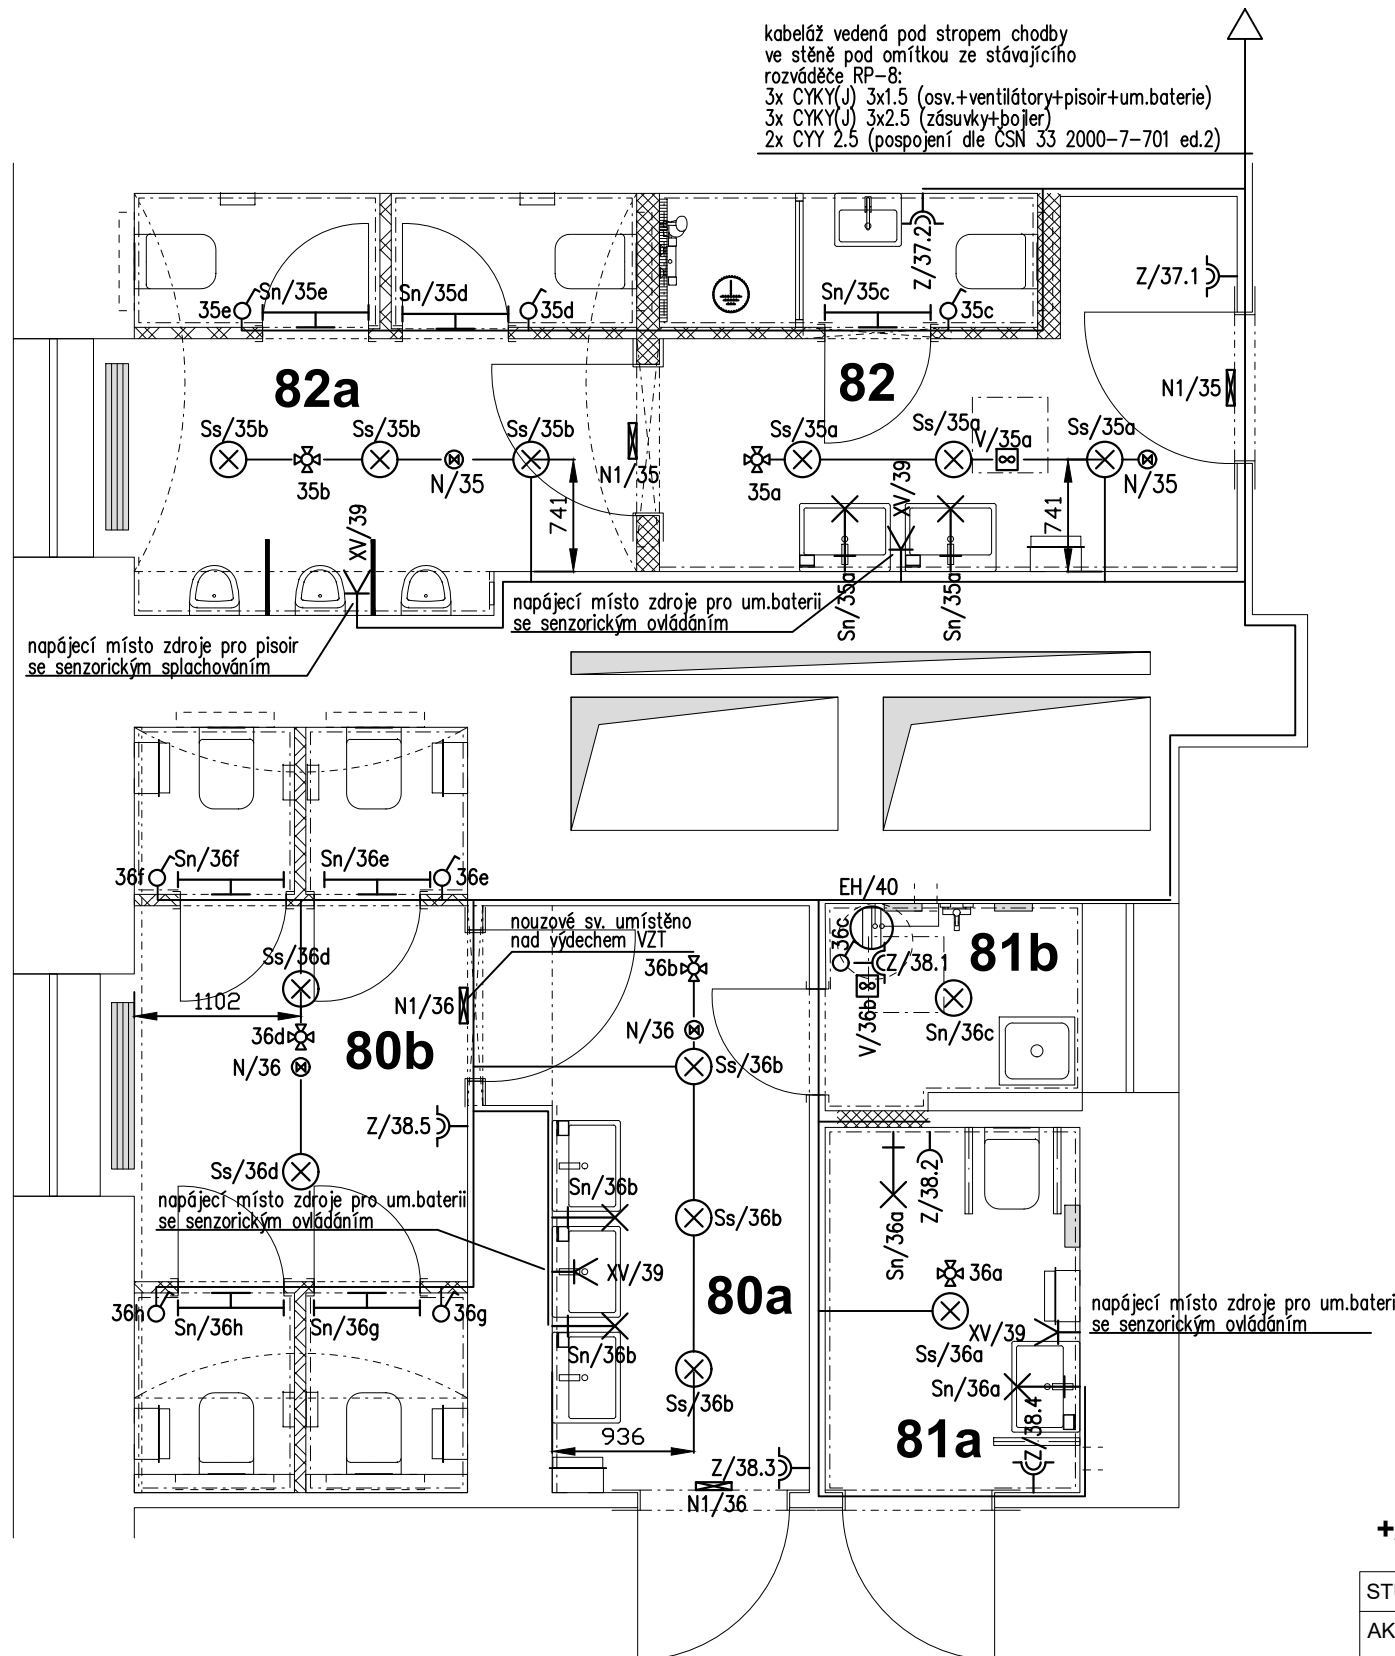 kabeláž vedená pod stropem chodby
ve stěně pod omítkou ze stávajícího
rozváděče RP-8:
3x CYKY(J) 3x1.5 (osv.+ventilátory+pisoir+um.baterie)
3x CYKY(J) 3x2.5 (zásuvky+bojler)
2x CYY 2.5 (pospojení dle ČSN 33 2000-7-701 ed.2)
Z/37.2
Z/37.1
35e
Sn/35e
Sn/35d
35d
Sn/35c
35c
82a
82
N1/35
Ss/35b
Ss/35b
Ss/35b
Ss/35a
Ss/35a
V/35a
Ss/35a
35b
N/35
N1/35
35a
N/35
XV/39
741
XV/39
741
Sn/35a
Sn/35a
napájecí místo zdroje pro um.baterii
se senzorickým ovládáním
napájecí místo zdroje pro pisoir
se senzorickým splachováním
36f
Sn/36f
Sn/36e
36e
EH/40
nouzové sv. umístěno
nad výdechem VZT
36c
Z/38.1
81b
Ss/36d
36b
1102
N1/36
V/36b
Sn/36c
36d
N/36
80b
N/36
Ss/36b
Z/38.5
Ss/36d
napájecí místo zdroje pro um.baterii
se senzorickým ovládáním
Sn/36b
Ss/36b
Sn/36a
Z/38.2
XV/39
80a
36a
36h
Sn/36h
Sn/36g
36g
napájecí místo zdroje pro um.bateri
se senzorickým ovládáním
XV/39
Ss/36a
Sn/36b
Ss/36b
Sn/36a
Z/38.4
81a
936
Z/38.3
N1/36
+
ST
AK